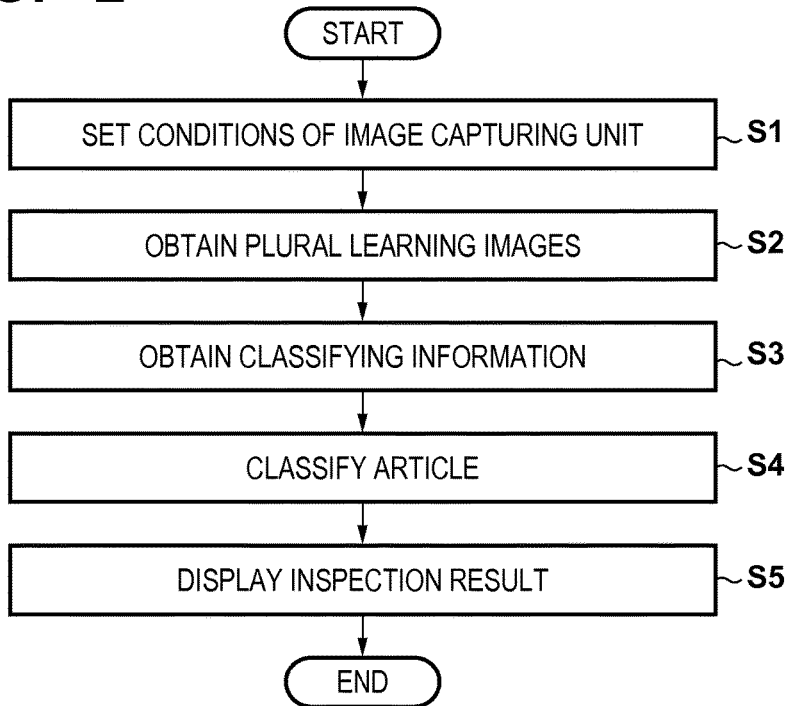 START
SET CONDITIONS OF IMAGE CAPTURING UNIT S1
OBTAIN PLURAL LEARNING IMAGES S2
OBTAIN CLASSIFYING INFORMATION S3
CLASSIFY ARTICLE S4
DISPLAY INSPECTION RESULT S5
END